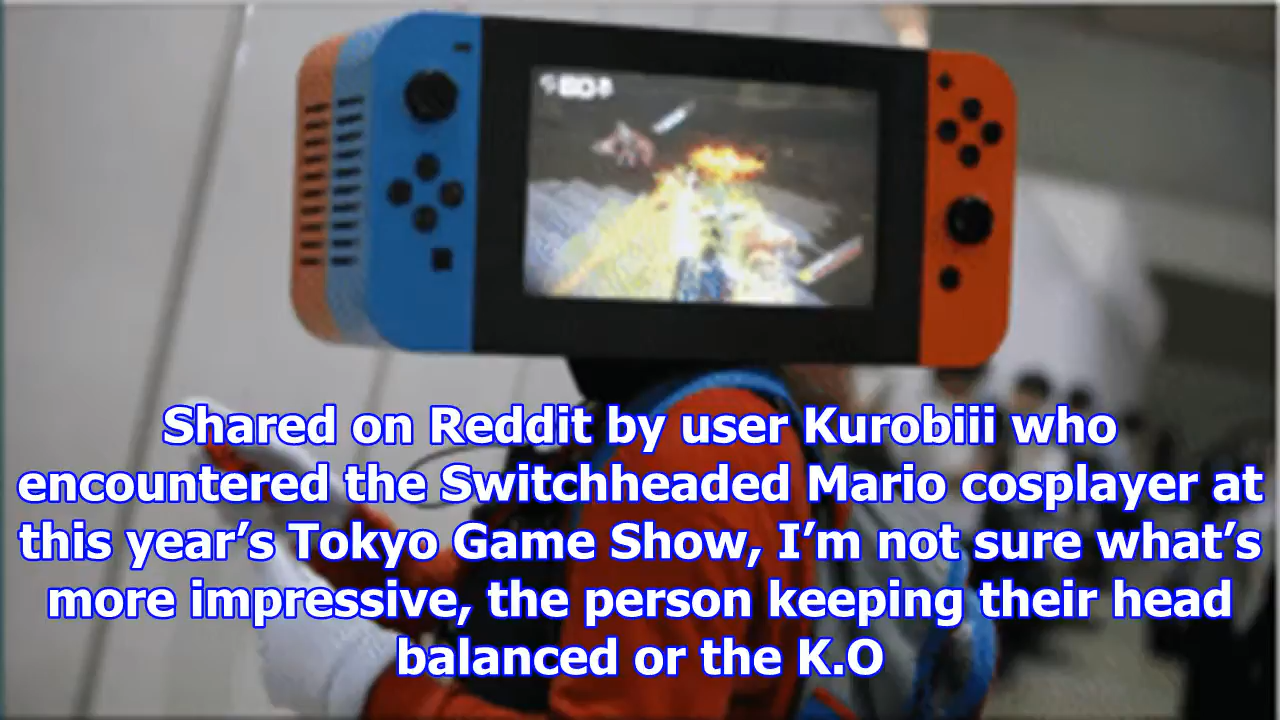 Shared on Reddit by user Kurobiii who
encountered the Switchheaded Mario cosplayer at
this year’s Tokyo Game Show, I’m not sure what’s
more impressive, the person keeping their head
balanced or the K.O